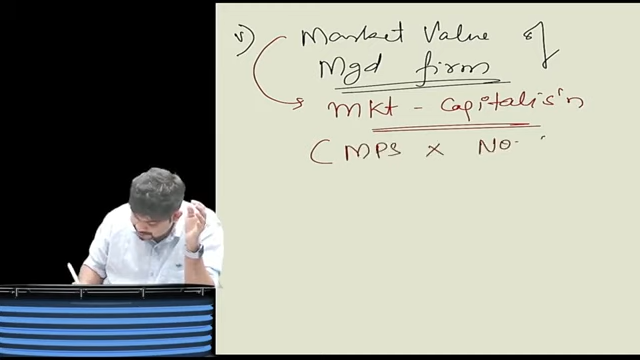 v) Market Value of
Mgd firm
MKt - Capitalis'n
( MPS x NO.